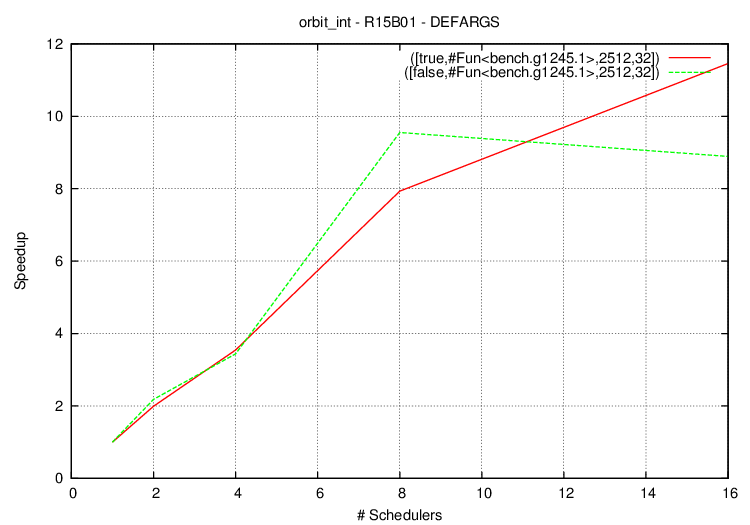 orbit_int - R15B01 - DEFARGS
([true,#Fun<bench.g1245.1>,2512,32])
([false,#Fun<bench.g1245.1>,2512,32])
12
10
8
6
4
2
0
Speedup
0 2 4 6 8 10 12 14 16
# Schedulers